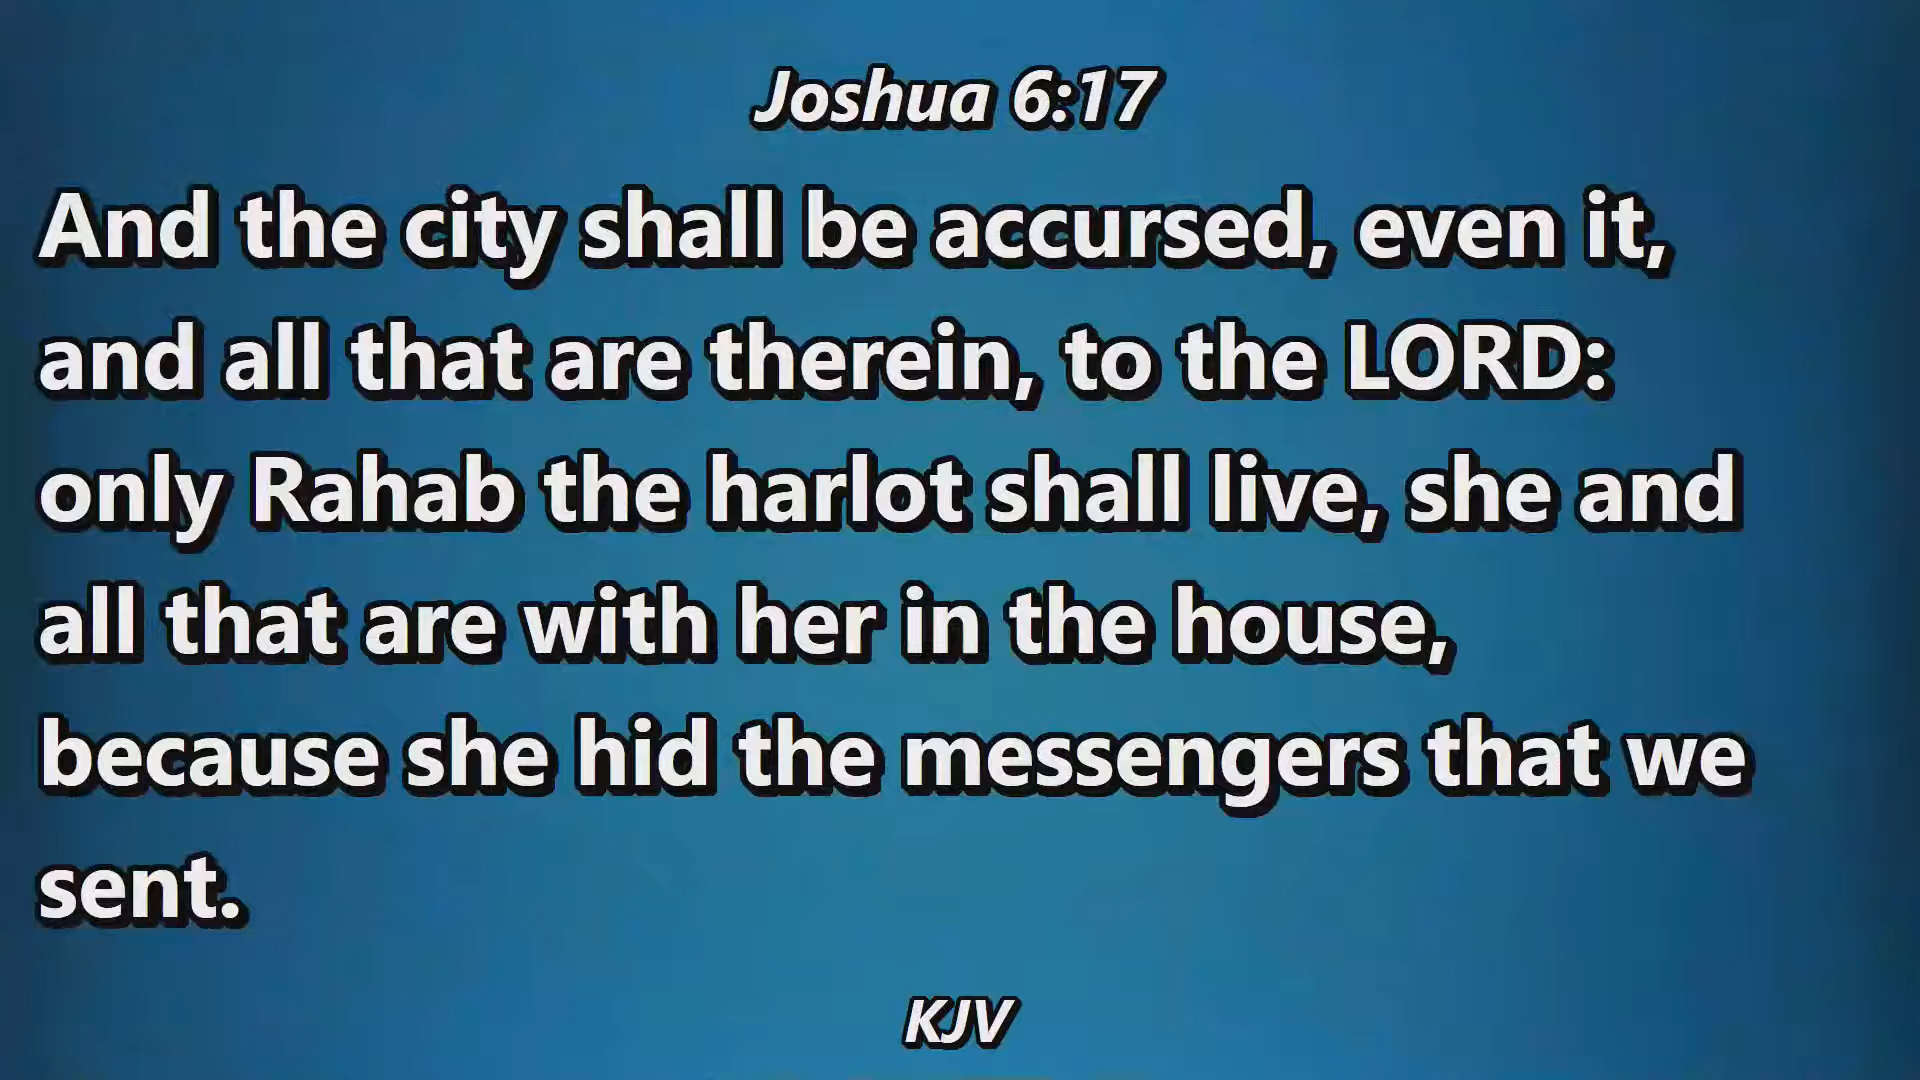 Joshua 6:17
And the city shall be accursed, even it,
and all that are therein, to the LORD:
only Rahab the harlot shall live, she and
all that are with her in the house,
because she hid the messengers that we
sent.
KJV